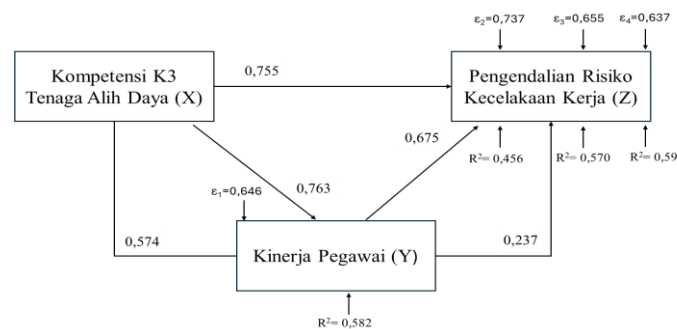 ε₂=0,737
ε₃=0,655
ε₄=0,637
Kompetensi K3
Tenaga Alih Daya (X)
0,755
Pengendalian Risiko
Kecelakaan Kerja (Z)
0,675
R²= 0,456
R²= 0,570
R²= 0,59
ε₁=0,646
0,763
0,574
Kinerja Pegawai (Y)
0,237
R²= 0,582